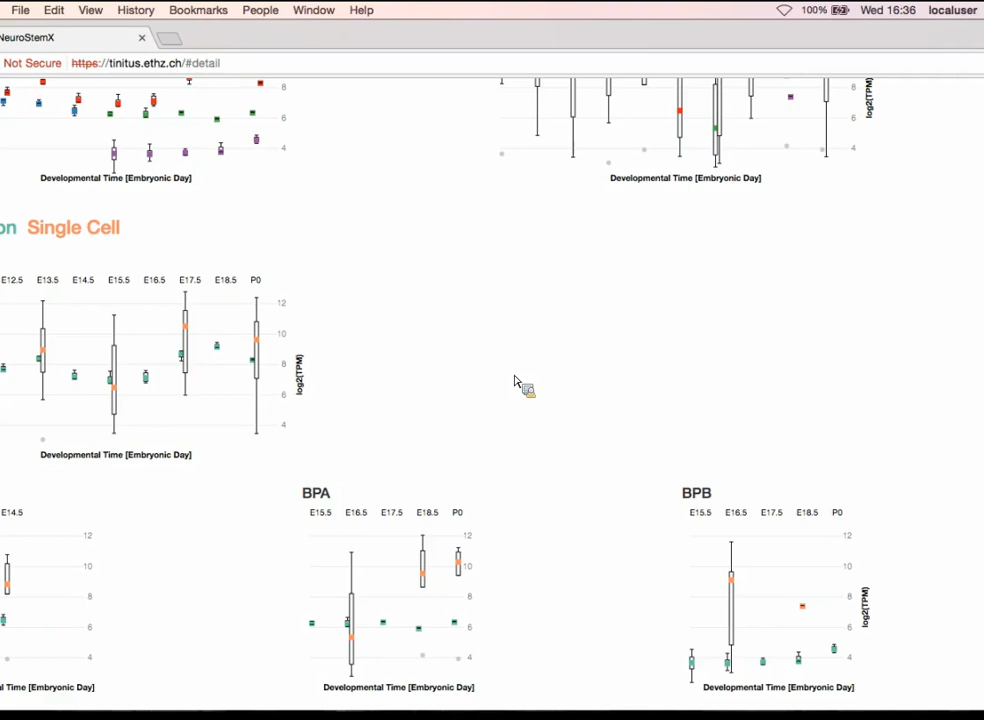 File Edit View History Bookmarks People Window Help 100% Wed 16:36 localuser
NeuroStemX
Not Secure https://tinitus.ethz.ch/#detail
8
6
4
Developmental Time [Embryonic Day]
8
6
4
log2(TPM)
Developmental Time [Embryonic Day]
on Single Cell
E12.5 E13.5 E14.5 E15.5 E16.5 E17.5 E18.5 P0
12
10
8
6
4
log2(TPM)
Developmental Time [Embryonic Day]
E14.5
12
10
8
6
4
l Time [Embryonic Day]
BPA
E15.5 E16.5 E17.5 E18.5 P0
12
10
8
6
4
Developmental Time [Embryonic Day]
BPB
E15.5 E16.5 E17.5 E18.5 P0
12
10
8
6
4
log2(TPM)
Developmental Time [Embryonic Day]